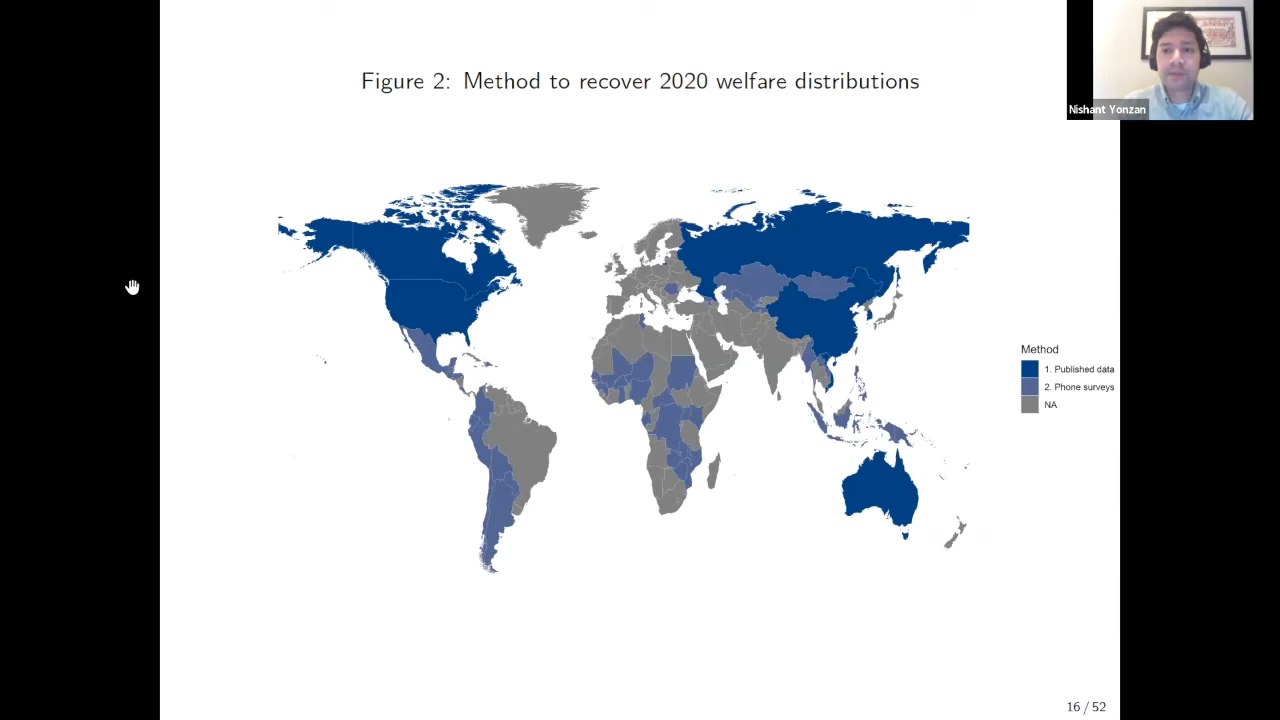 Figure 2: Method to recover 2020 welfare distributions
Nishant Yonzan
Method
1. Published data
2. Phone surveys
NA
16 / 52